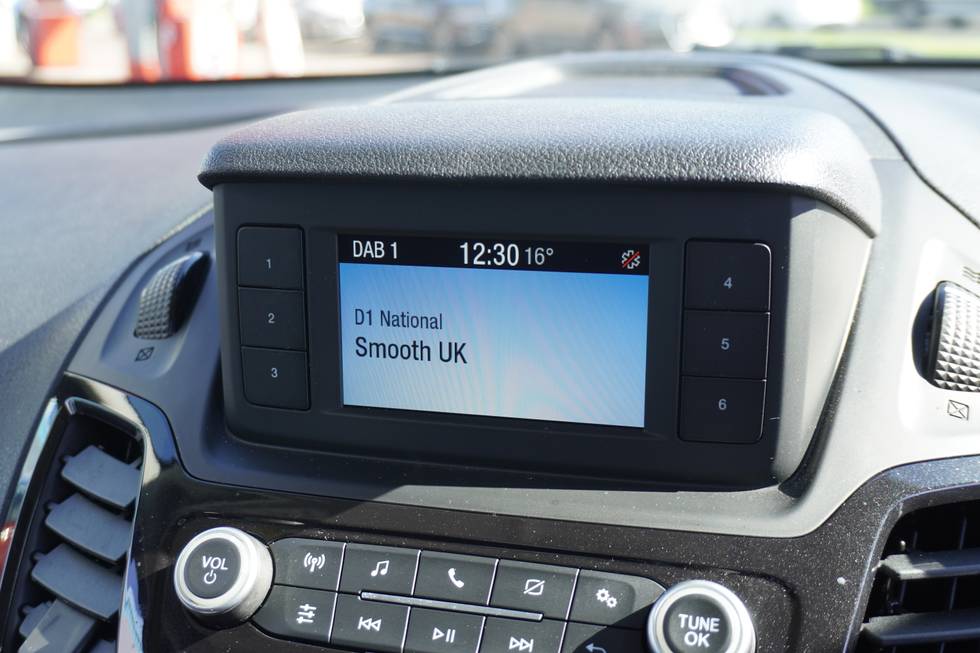 DAB 1 12:30 16°
D1 National
Smooth UK
1
2
3
4
5
6
VOL
TUNE
OK